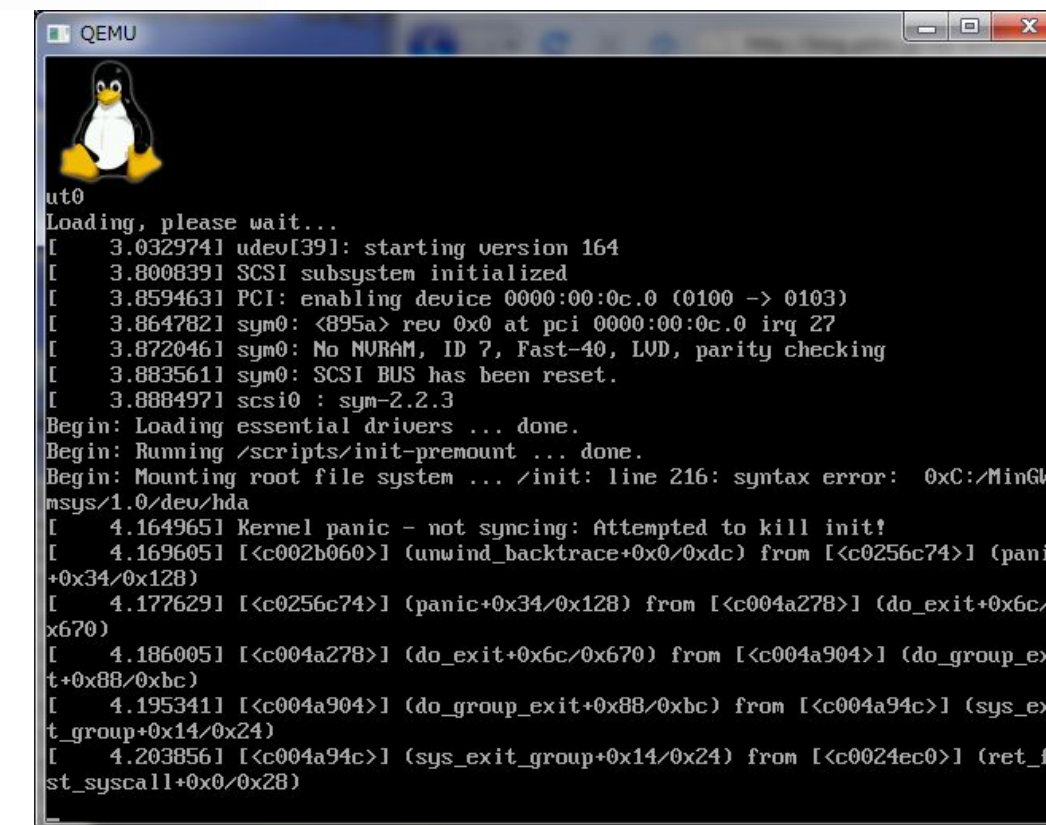 QEMU
ut0
Loading, please wait...
[    3.032974] udev[39]: starting version 164
[    3.800839] SCSI subsystem initialized
[    3.859463] PCI: enabling device 0000:00:0c.0 (0100 -> 0103)
[    3.864782] sym0: <895a> rev 0x0 at pci 0000:00:0c.0 irq 27
[    3.872046] sym0: No NVRAM, ID 7, Fast-40, LVD, parity checking
[    3.883561] sym0: SCSI BUS has been reset.
[    3.888497] scsi0 : sym-2.2.3
Begin: Loading essential drivers ... done.
Begin: Running /scripts/init-premount ... done.
Begin: Mounting root file system ... /init: line 216: syntax error:  0xC:/MinGW
msys/1.0/dev/hda
[    4.164965] Kernel panic - not syncing: Attempted to kill init!
[    4.169605] [<c002b060>] (unwind_backtrace+0x0/0xdc) from [<c0256c74>] (pani
+0x34/0x128)
[    4.177629] [<c0256c74>] (panic+0x34/0x128) from [<c004a278>] (do_exit+0x6c/
x670)
[    4.186005] [<c004a278>] (do_exit+0x6c/0x670) from [<c004a904>] (do_group_ex
t+0x88/0xbc)
[    4.195341] [<c004a904>] (do_group_exit+0x88/0xbc) from [<c004a94c>] (sys_ex
t_group+0x14/0x24)
[    4.203856] [<c004a94c>] (sys_exit_group+0x14/0x24) from [<c0024ec0>] (ret_f
st_syscall+0x0/0x28)